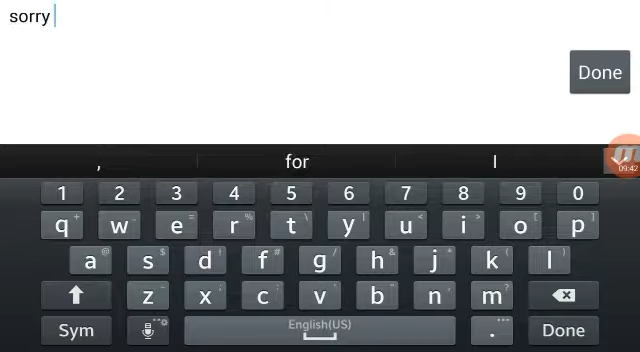 sorry
Done
, for I
09:42
1 2 3 4 5 6 7 8 9 0
q + w e = r % t \ y | u < i > o [ p ]
a @ s $ d ! f # g / h & j * k ( l )
z x c v b n m ?
Sym English(US) . Done